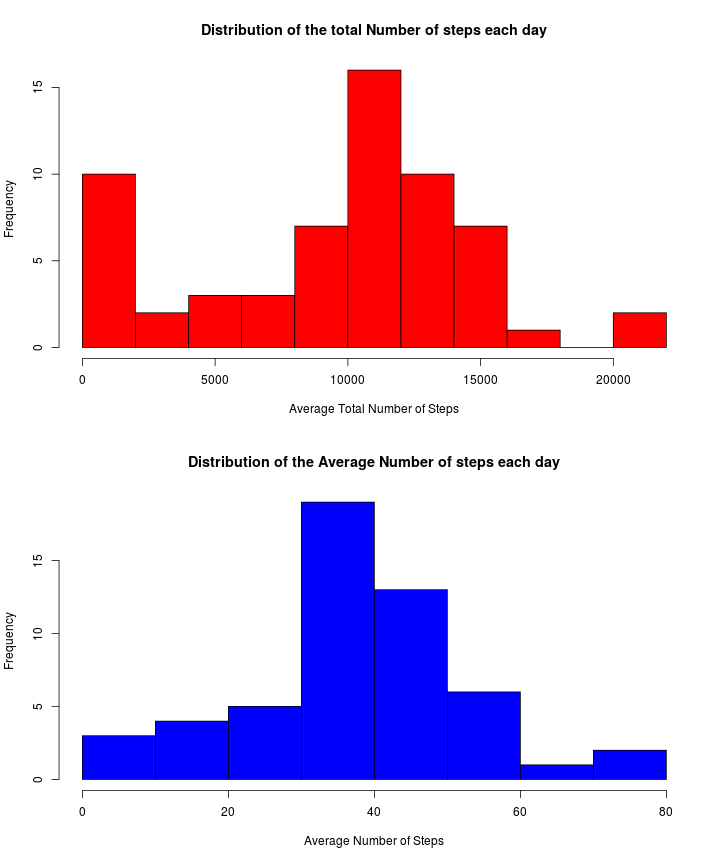 Distribution of the total Number of steps each day
15
10
5
0
Frequency
0 5000 10000 15000 20000
Average Total Number of Steps
Distribution of the Average Number of steps each day
15
10
5
0
Frequency
0 20 40 60 80
Average Number of Steps